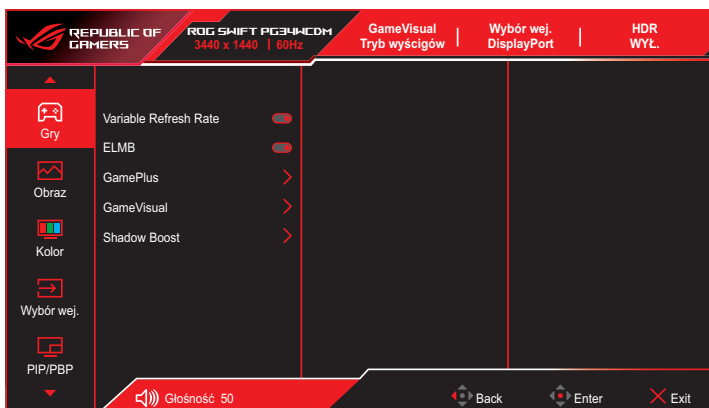 REPUBLIC OF
GAMERS
ROG SWIFT PG34WCDM
3440 x 1440 | 60Hz
GameVisual
Tryb wyścigów
Wybór wej.
DisplayPort
HDR
WYŁ.
Gry
Obraz
Kolor
Wybór wej.
PIP/PBP
Variable Refresh Rate
ELMB
GamePlus
GameVisual
Shadow Boost
Głośność 50
Back
Enter
Exit